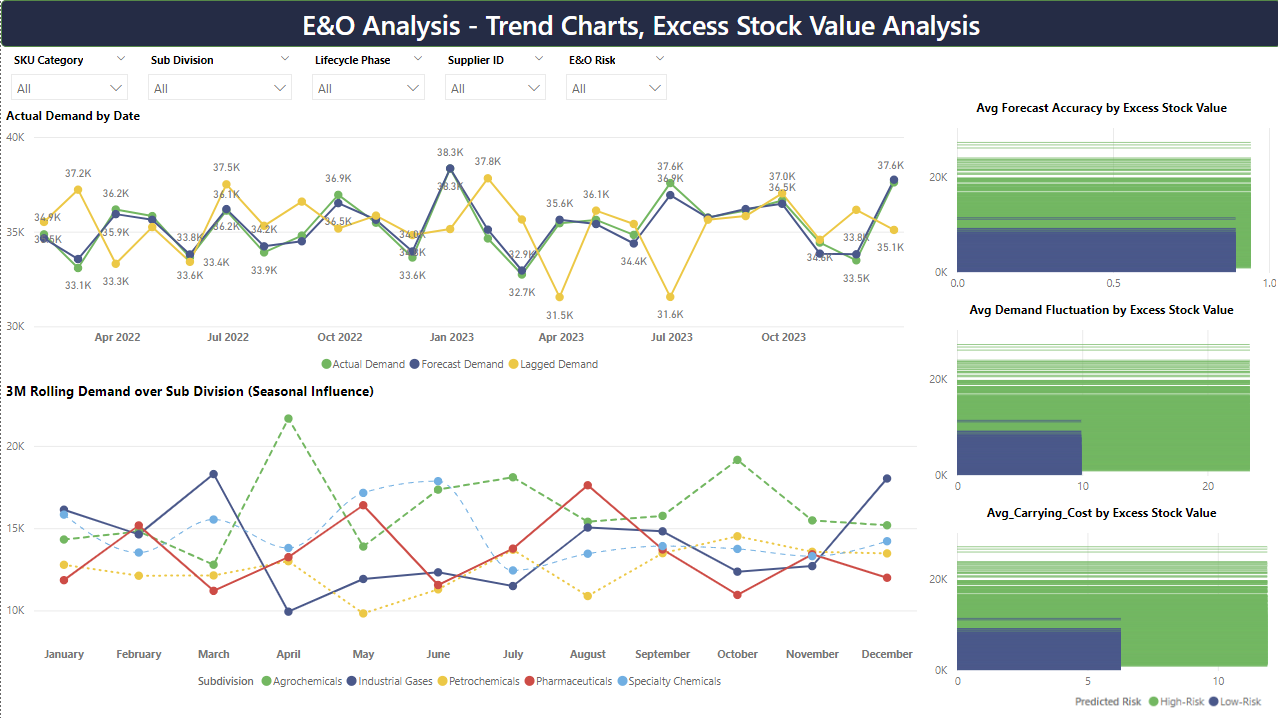 E&O Analysis - Trend Charts, Excess Stock Value Analysis
SKU Category
Sub Division
Lifecycle Phase
Supplier ID
E&O Risk
All
All
All
All
All
Actual Demand by Date
40K
35K
30K
34.9K
37.2K
33.1K
36.2K
35.9K
33.3K
33.8K
33.6K
33.4K
37.5K
36.1K
36.2K
34.2K
33.9K
36.9K
36.5K
33.6K
38.3K
38.3K
37.8K
32.9K
32.7K
35.6K
31.5K
36.1K
34.4K
37.6K
36.9K
31.6K
37.0K
36.5K
33.8K
33.5K
37.6K
35.1K
Apr 2022
Jul 2022
Oct 2022
Jan 2023
Apr 2023
Jul 2023
Oct 2023
Actual Demand
Forecast Demand
Lagged Demand
3M Rolling Demand over Sub Division (Seasonal Influence)
20K
15K
10K
January
February
March
April
May
June
July
August
September
October
November
December
Subdivision
Agrochemicals
Industrial Gases
Petrochemicals
Pharmaceuticals
Specialty Chemicals
Avg Forecast Accuracy by Excess Stock Value
20K
0K
0.0
0.5
1.0
Avg Demand Fluctuation by Excess Stock Value
20K
0K
0
10
20
Avg_Carrying_Cost by Excess Stock Value
20K
0K
0
5
10
Predicted Risk
High-Risk
Low-Risk